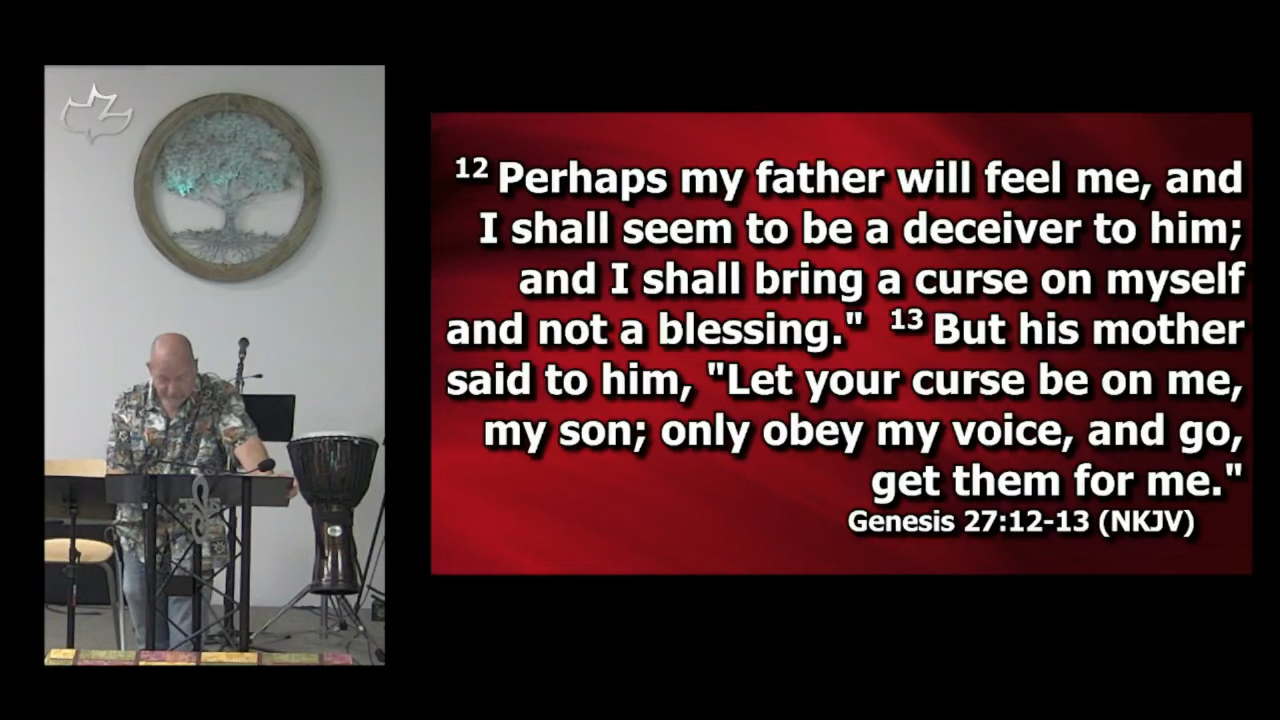 12 Perhaps my father will feel me, and
I shall seem to be a deceiver to him;
and I shall bring a curse on myself
and not a blessing." 13 But his mother
said to him, "Let your curse be on me,
my son; only obey my voice, and go,
get them for me."
Genesis 27:12-13 (NKJV)